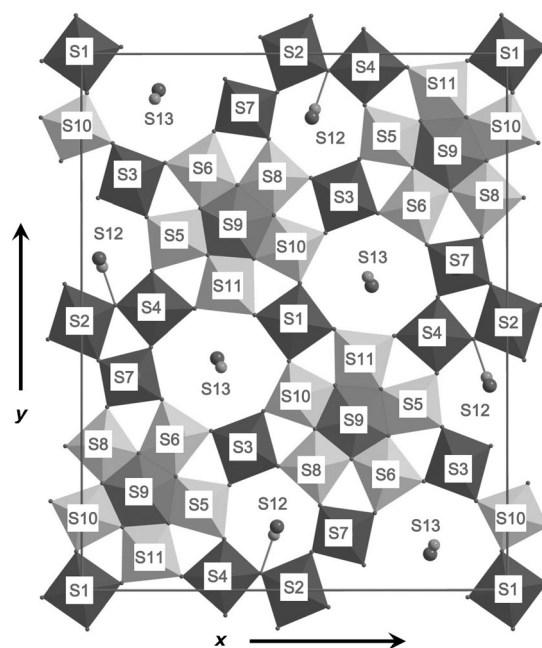 S1 S2 S4 S1
S11
S13 S7 S12 S10
S10 S5 S9
S3 S6 S8 S3 S6 S8
S12 S5 S9 S10 S13 S7
S11
S2 S4 S1 S4 S2
S7 S13 S11
S10 S5 S12
S8 S6 S3 S9 S3
S9 S5 S8 S6
S10 S12 S7 S13 S10
S11
S1 S4 S2 S1
y
x